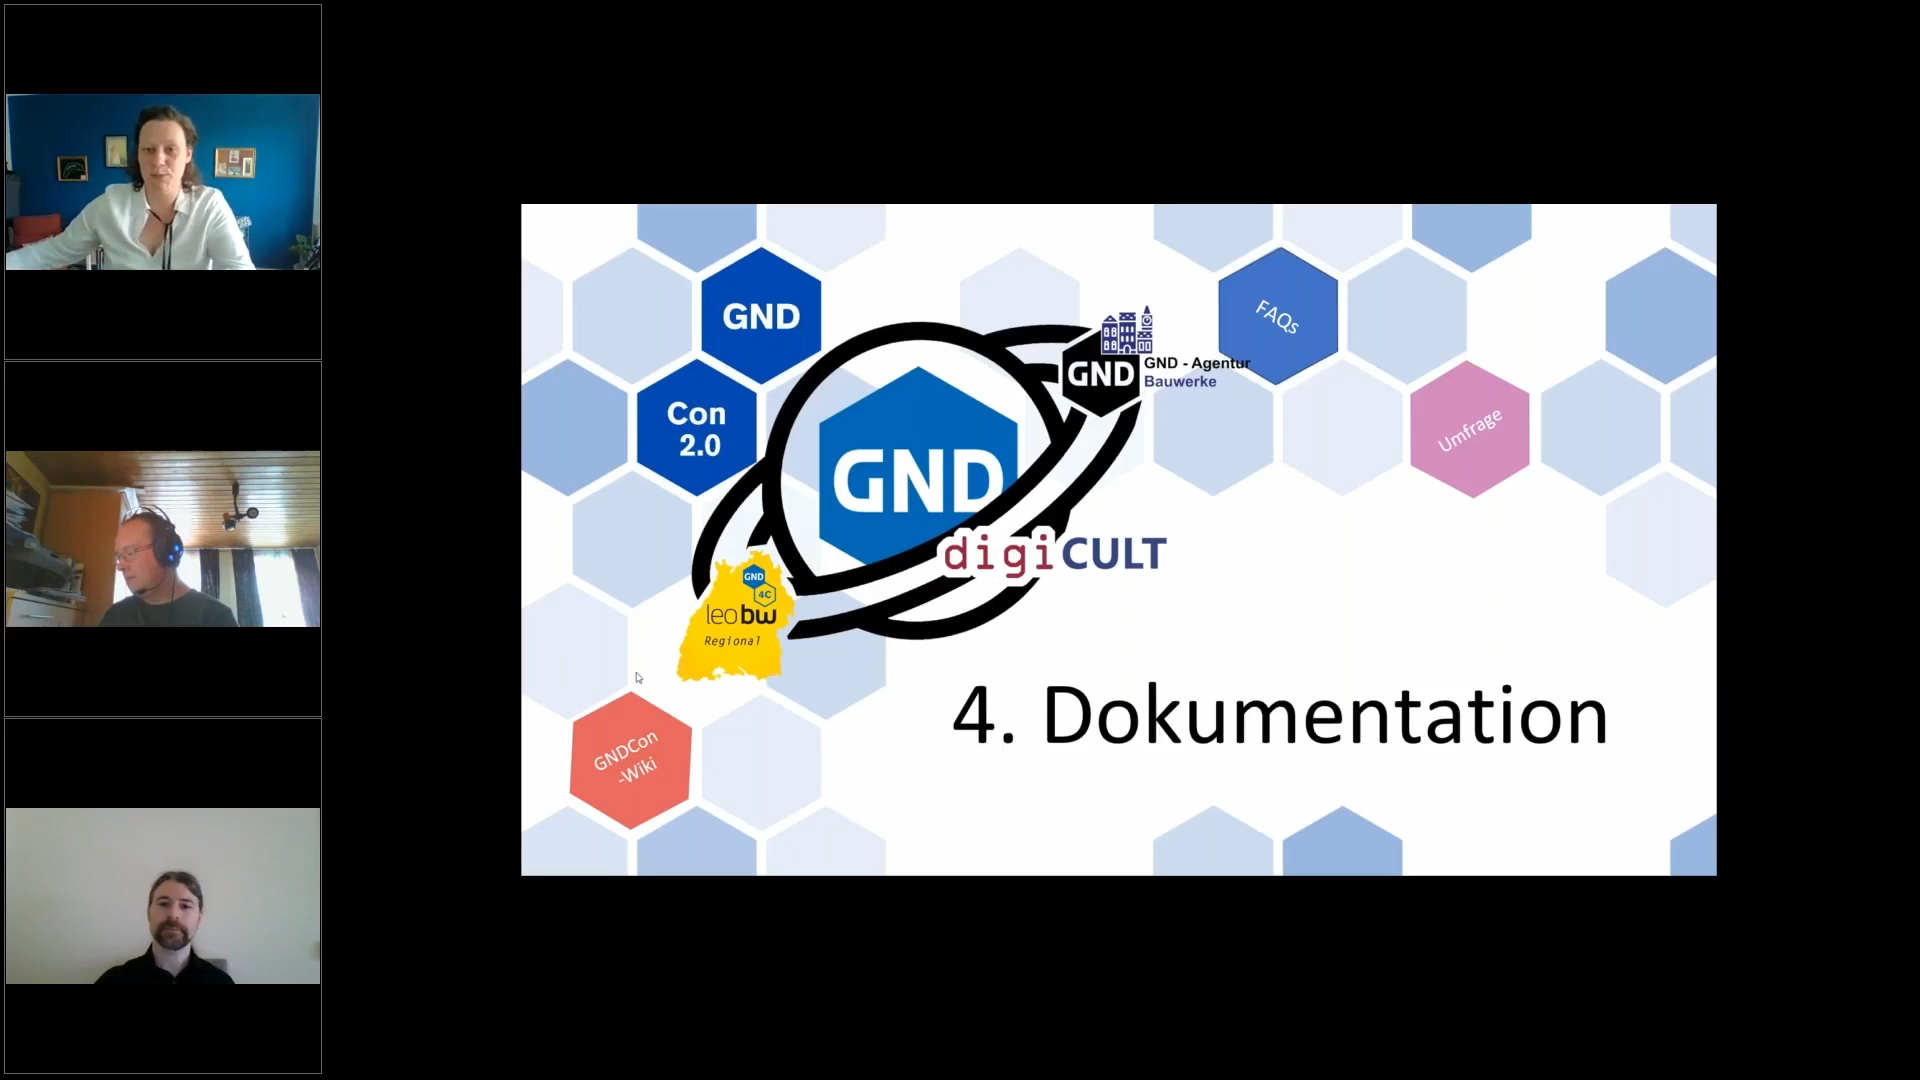 GND
Con
2.0
GND
GND
GND - Agentur
Bauwerke
FAQs
Umfrage
digiCULT
GND
4C
leobw
Regional
GNDCon
-Wiki
4. Dokumentation